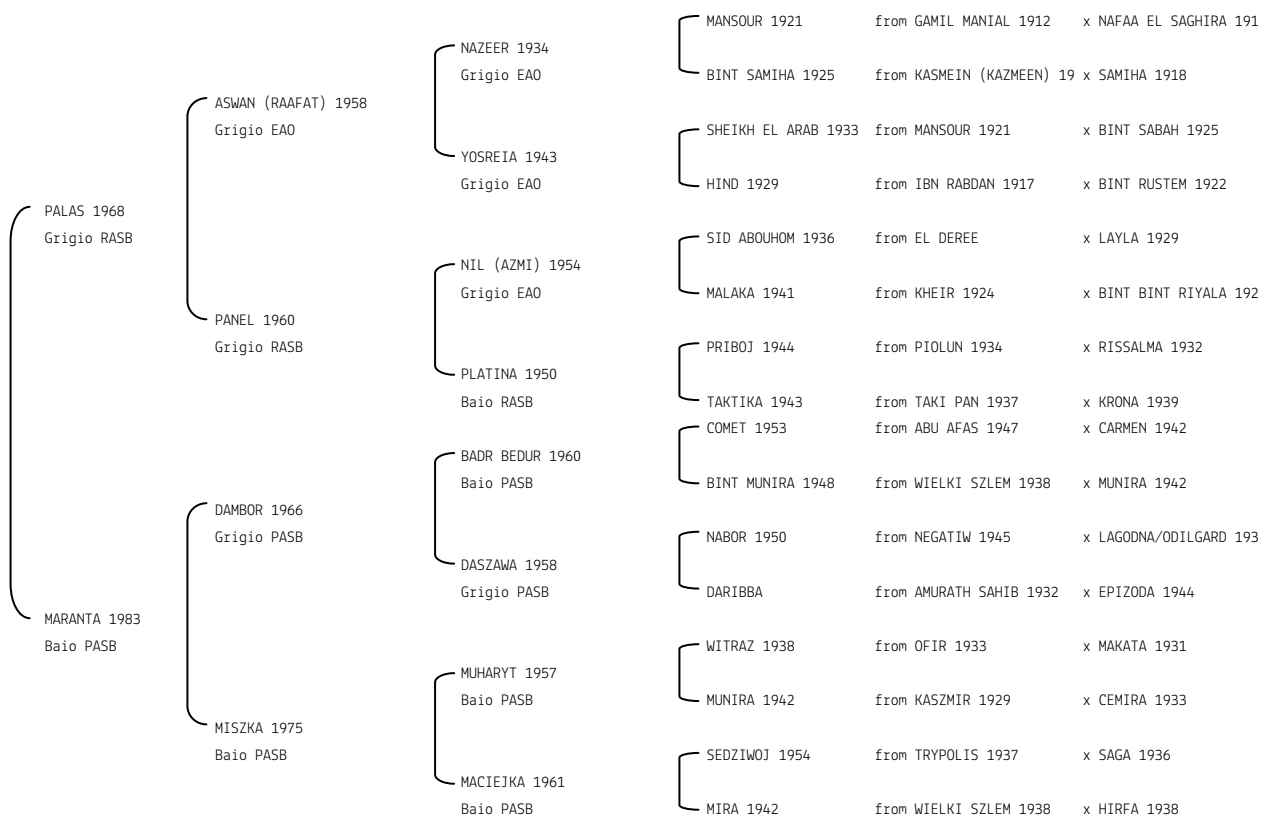 MANSOUR 1921 from GAMIL MANIAL 1912 x NAFAA EL SAGHIRA 191
NAZEER 1934
Grigio EAO
BINT SAMIHA 1925 from KASMEIN (KAZMEEN) 19 x SAMIHA 1918
ASWAN (RAAFAT) 1958
Grigio EAO
SHEIKH EL ARAB 1933 from MANSOUR 1921 x BINT SABAH 1925
YOSREIA 1943
Grigio EAO
HIND 1929 from IBN RABDAN 1917 x BINT RUSTEM 1922
PALAS 1968
Grigio RASB
SID ABOUHOM 1936 from EL DEREE x LAYLA 1929
NIL (AZMI) 1954
Grigio EAO
MALAKA 1941 from KHEIR 1924 x BINT BINT RIYALA 192
PANEL 1960
Grigio RASB
PRIBOJ 1944 from PIOLUN 1934 x RISSALMA 1932
PLATINA 1950
Baio RASB
TAKTIKA 1943 from TAKI PAN 1937 x KRONA 1939
COMET 1953 from ABU AFAS 1947 x CARMEN 1942
BADR BEDUR 1960
Baio PASB
BINT MUNIRA 1948 from WIELKI SZLEM 1938 x MUNIRA 1942
DAMBOR 1966
Grigio PASB
NABOR 1950 from NEGATIW 1945 x LAGODNA/ODILGARD 193
DASZAWA 1958
Grigio PASB
DARIBBA from AMURATH SAHIB 1932 x EPIZODA 1944
MARANTA 1983
Baio PASB
WITRAZ 1938 from OFIR 1933 x MAKATA 1931
MUHARYT 1957
Baio PASB
MUNIRA 1942 from KASZMIR 1929 x CEMIRA 1933
MISZKA 1975
Baio PASB
SEDZIWOJ 1954 from TRYPOLIS 1937 x SAGA 1936
MACIEJKA 1961
Baio PASB
MIRA 1942 from WIELKI SZLEM 1938 x HIRFA 1938